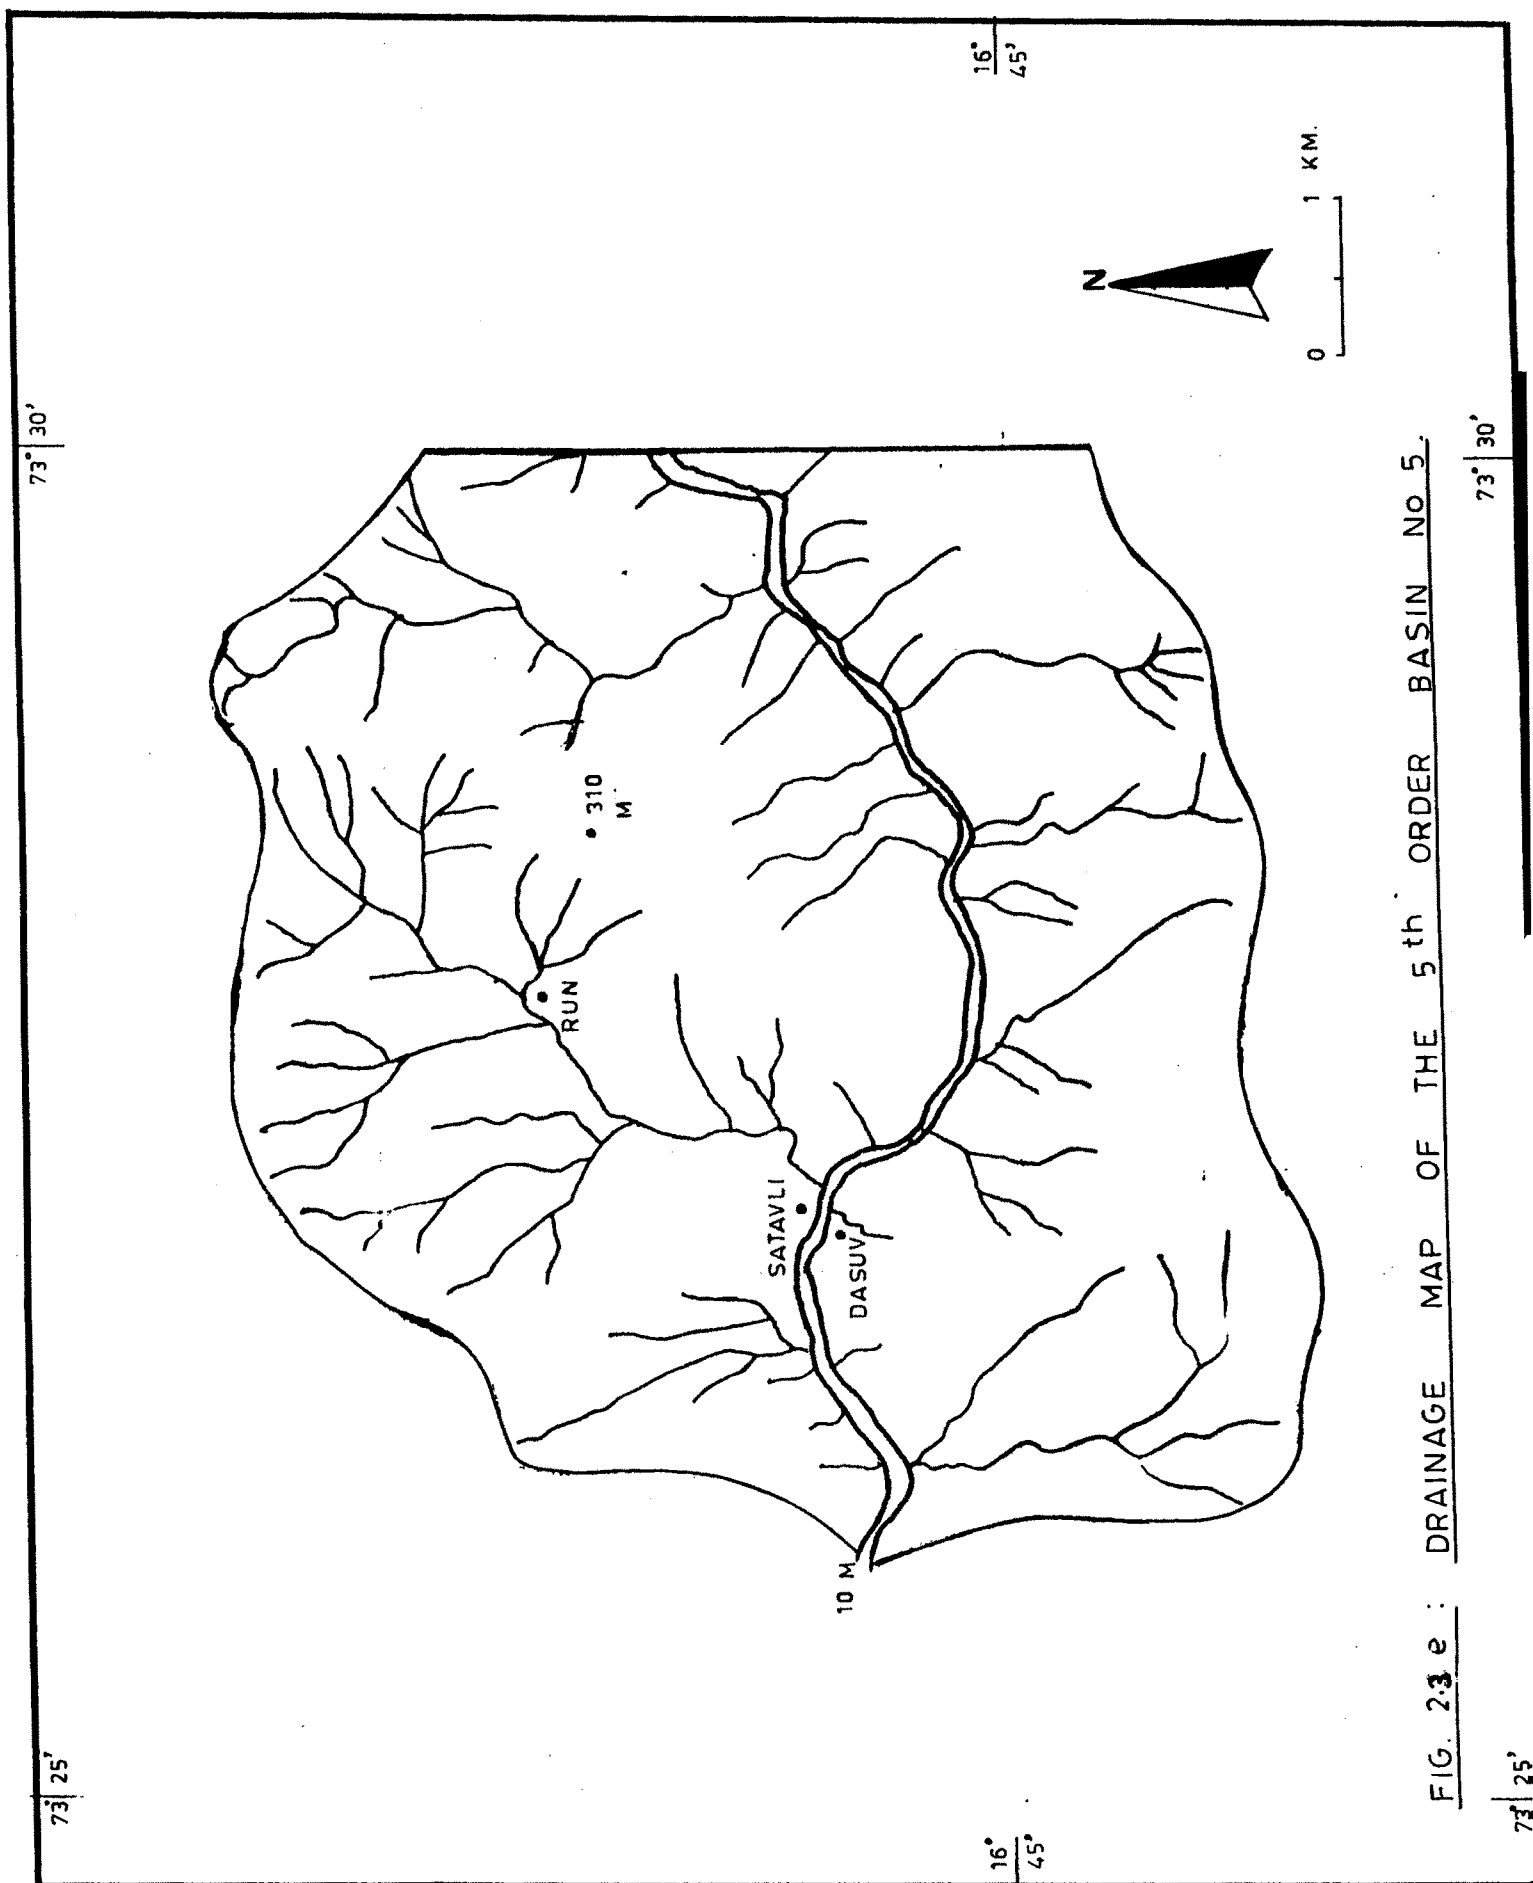 73° 25'
73° 30'
16° 45'
16° 45'
310
M
RUN
SATAVLI
DASUV
10 M
N
0 1 KM.
73° 25'
73° 30'
FIG. 2.3 e : DRAINAGE MAP OF THE 5th ORDER BASIN No 5.